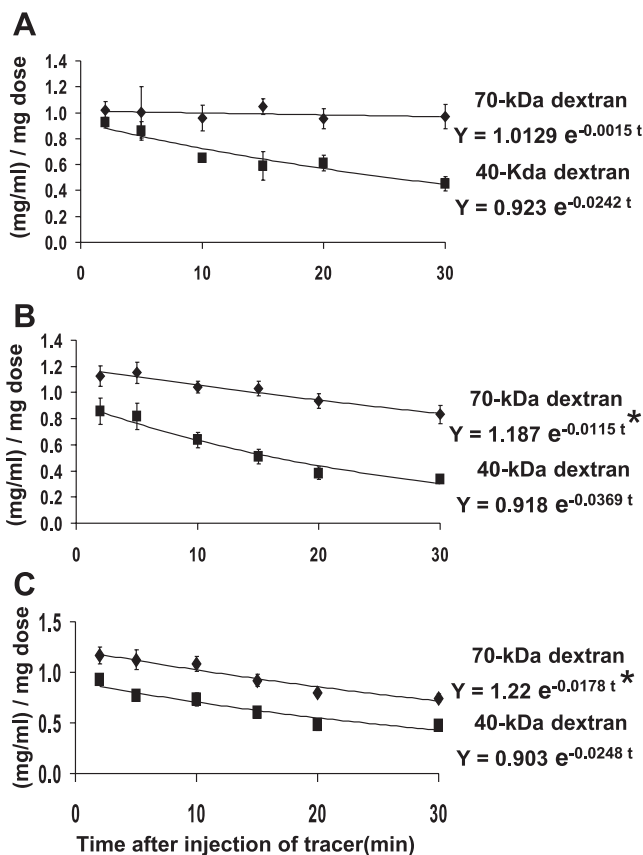 A
(mg/ml) / mg dose
1.4
1.2
1.0
0.8
0.6
0.4
0.2
0.0
0 10 20 30
70-kDa dextran
Y = 1.0129 e-0.0015 t
40-Kda dextran
Y = 0.923 e-0.0242 t
B
(mg/ml) / mg dose
1.4
1.2
1.0
0.8
0.6
0.4
0.2
0.0
0 10 20 30
70-kDa dextran
Y = 1.187 e-0.0115 t *
40-kDa dextran
Y = 0.918 e-0.0369 t
C
(mg/ml) / mg dose
1.5
1.0
0.5
0.0
0 10 20 30
70-kDa dextran
Y = 1.22 e-0.0178 t *
40-kDa dextran
Y = 0.903 e-0.0248 t
Time after injection of tracer(min)